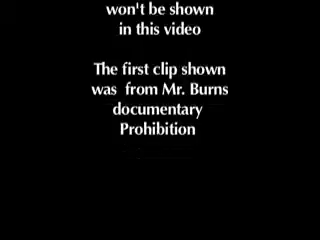 won't be shown
in this video
The first clip shown
was from Mr. Burns
documentary
Prohibition